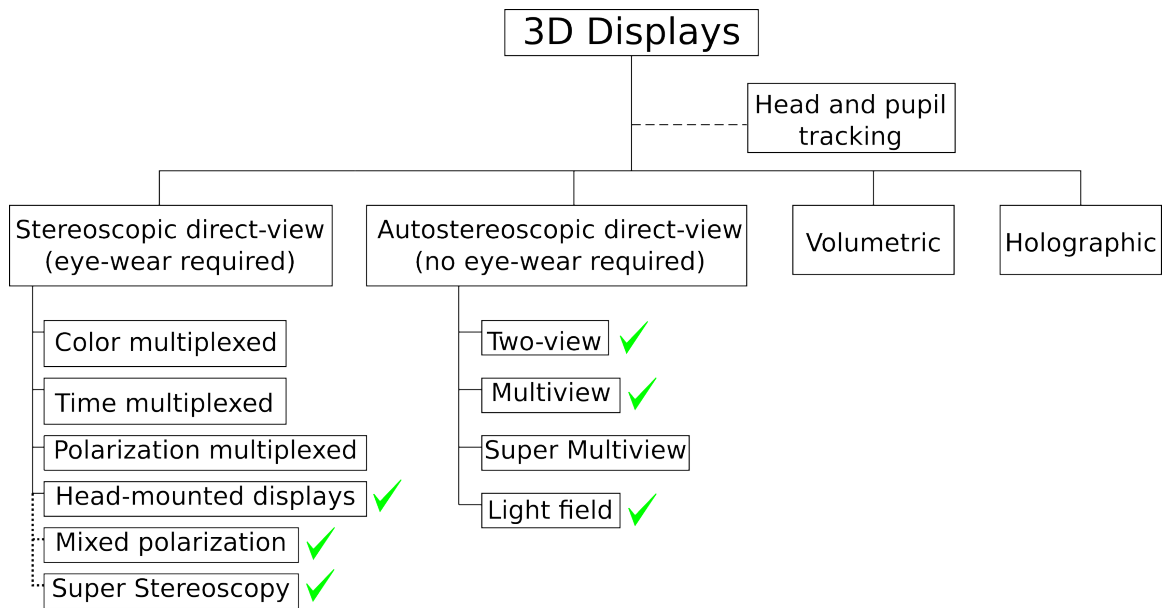 3D Displays
Head and pupil
tracking
Stereoscopic direct-view
(eye-wear required)
Autostereoscopic direct-view
(no eye-wear required)
Volumetric
Holographic
Color multiplexed
Time multiplexed
Polarization multiplexed
Head-mounted displays
Mixed polarization
Super Stereoscopy
Two-view
Multiview
Super Multiview
Light field